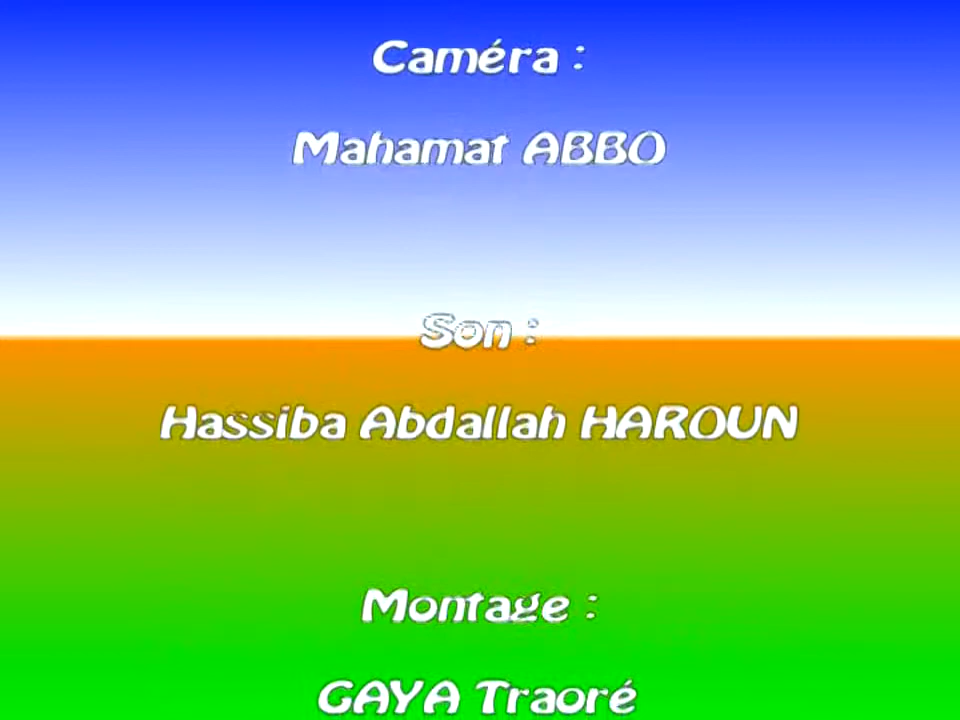 Caméra :
Mahamat ABBO
Son :
Hassiba Abdallah HAROUN
Montage :
GAYA Traoré